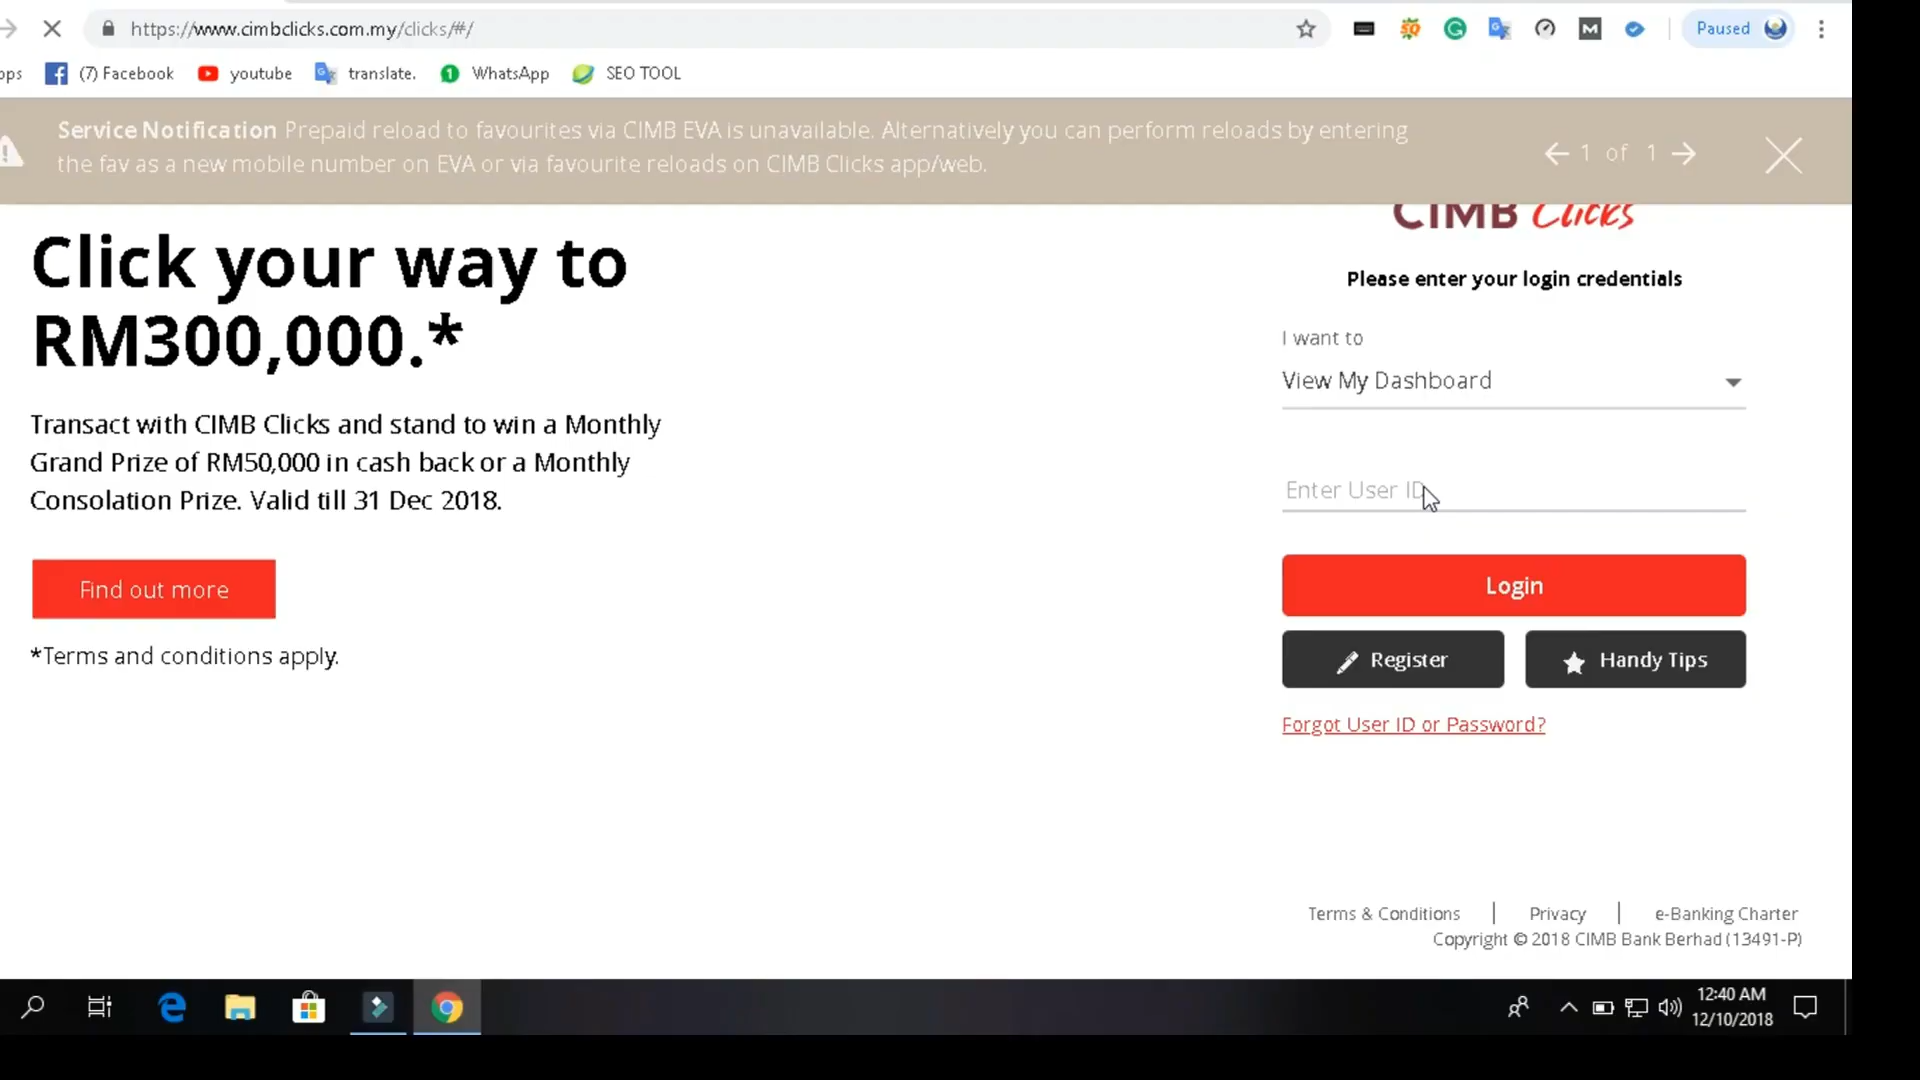 https://www.cimbclicks.com.my/clicks/#/
Paused
ops
(7) Facebook
youtube
translate.
WhatsApp
SEO TOOL
Service Notification Prepaid reload to favourites via CIMB EVA is unavailable. Alternatively you can perform reloads by entering
the fav as a new mobile number on EVA or via favourite reloads on CIMB Clicks app/web.
1 of 1
CIMB Clicks
Click your way to
RM300,000.*
Transact with CIMB Clicks and stand to win a Monthly
Grand Prize of RM50,000 in cash back or a Monthly
Consolation Prize. Valid till 31 Dec 2018.
Find out more
*Terms and conditions apply.
Please enter your login credentials
I want to
View My Dashboard
Enter User ID
Login
Register
Handy Tips
Forgot User ID or Password?
Terms & Conditions | Privacy | e-Banking Charter
Copyright © 2018 CIMB Bank Berhad (13491-P)
12:40 AM
12/10/2018